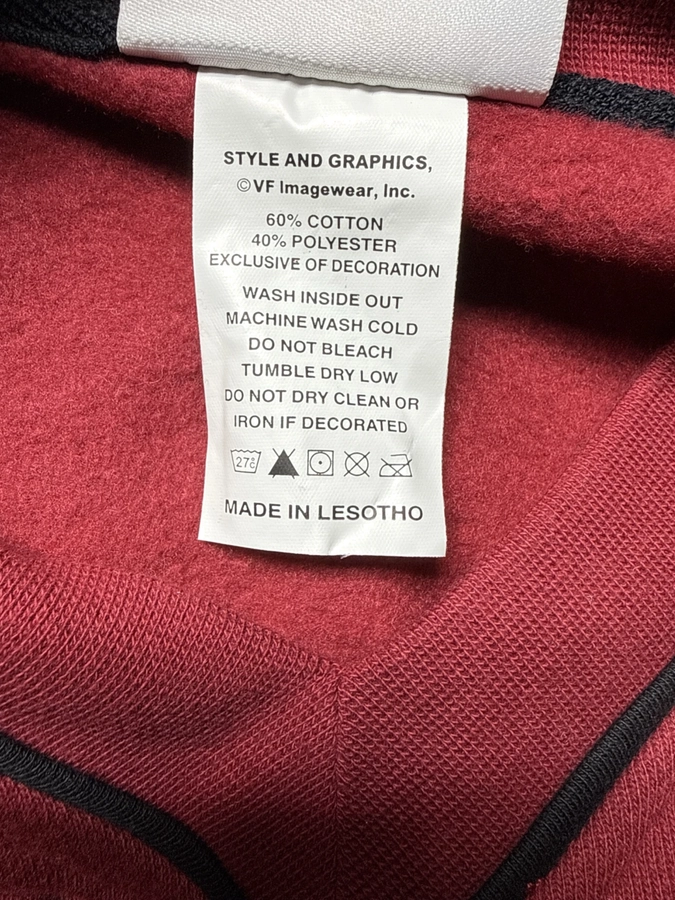 STYLE AND GRAPHICS,
©VF Imagewear, Inc.
60% COTTON
40% POLYESTER
EXCLUSIVE OF DECORATION
WASH INSIDE OUT
MACHINE WASH COLD
DO NOT BLEACH
TUMBLE DRY LOW
DO NOT DRY CLEAN OR
IRON IF DECORATED
27°C
MADE IN LESOTHO